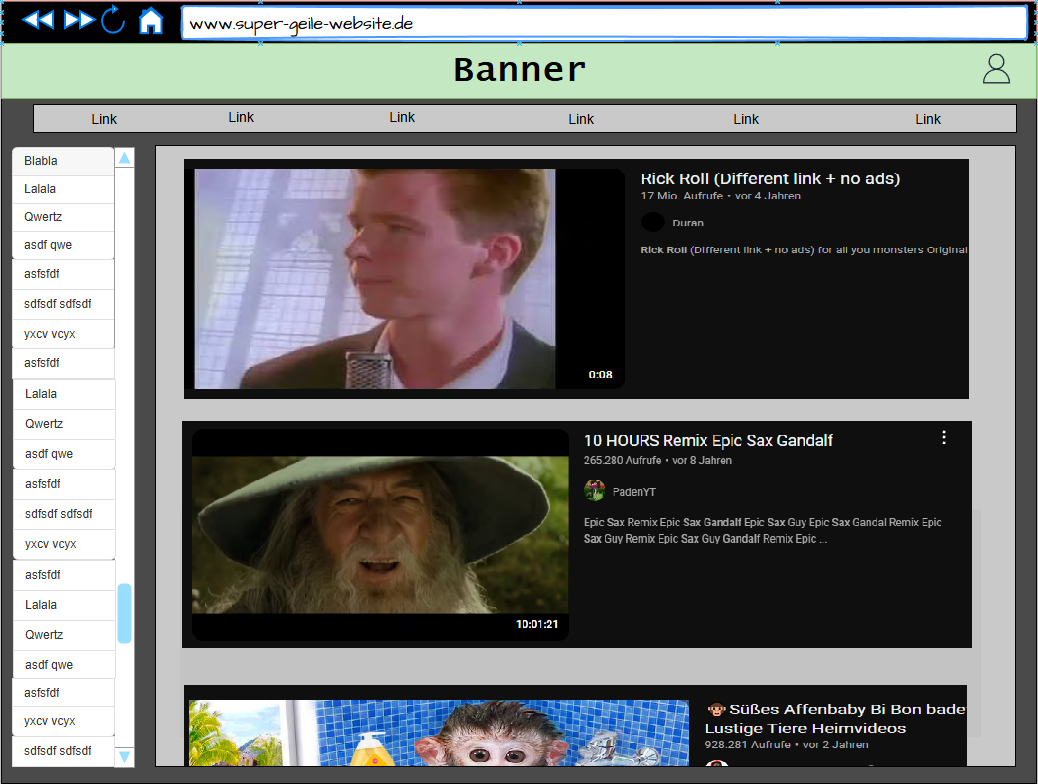 www.super-geile-website.de
Banner
Link Link Link Link Link Link
Blabla
Lalala
Qwertz
asdf qwe
asfsfdf
sdfsdf sdfsdf
yxcv vcyx
asfsfdf
Lalala
Qwertz
asdf qwe
asfsfdf
sdfsdf sdfsdf
yxcv vcyx
asfsfdf
Lalala
Qwertz
asdf qwe
asfsfdf
yxcv vcyx
sdfsdf sdfsdf
Rick Roll (Different link + no ads)
17 Mio. Aufrufe • vor 4 Jahren
Duran
Rick Roll (Different link + no ads) for all you monsters Original
0:08
10 HOURS Remix Epic Sax Gandalf
265.280 Aufrufe • vor 8 Jahren
PadenYT
Epic Sax Remix Epic Sax Gandalf Epic Sax Guy Epic Sax Gandal Remix Epic
Sax Guy Remix Epic Sax Guy Gandalf Remix Epic ...
10:01:21
🐵 Süßes Affenbaby Bi Bon bade
Lustige Tiere Heimvideos
928.281 Aufrufe • vor 2 Jahren